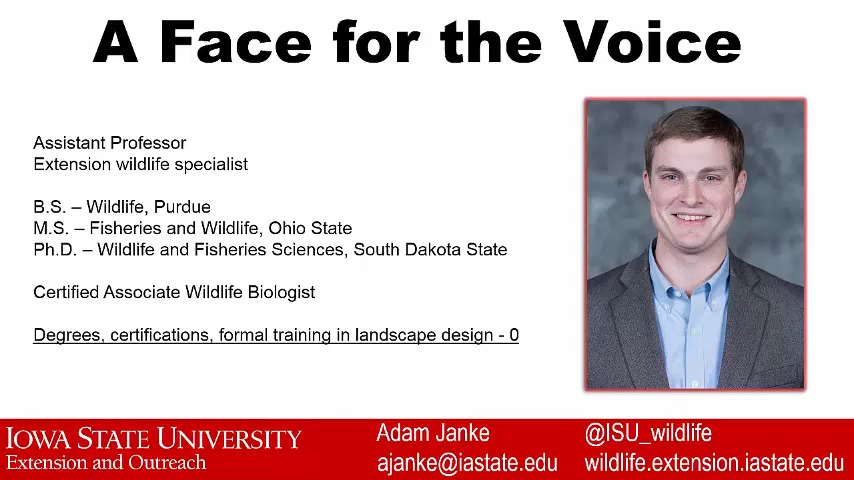 A Face for the Voice
Assistant Professor
Extension wildlife specialist
B.S. – Wildlife, Purdue
M.S. – Fisheries and Wildlife, Ohio State
Ph.D. – Wildlife and Fisheries Sciences, South Dakota State
Certified Associate Wildlife Biologist
Degrees, certifications, formal training in landscape design - 0
IOWA STATE UNIVERSITY
Extension and Outreach
Adam Janke
ajanke@iastate.edu
@ISU_wildlife
wildlife.extension.iastate.edu